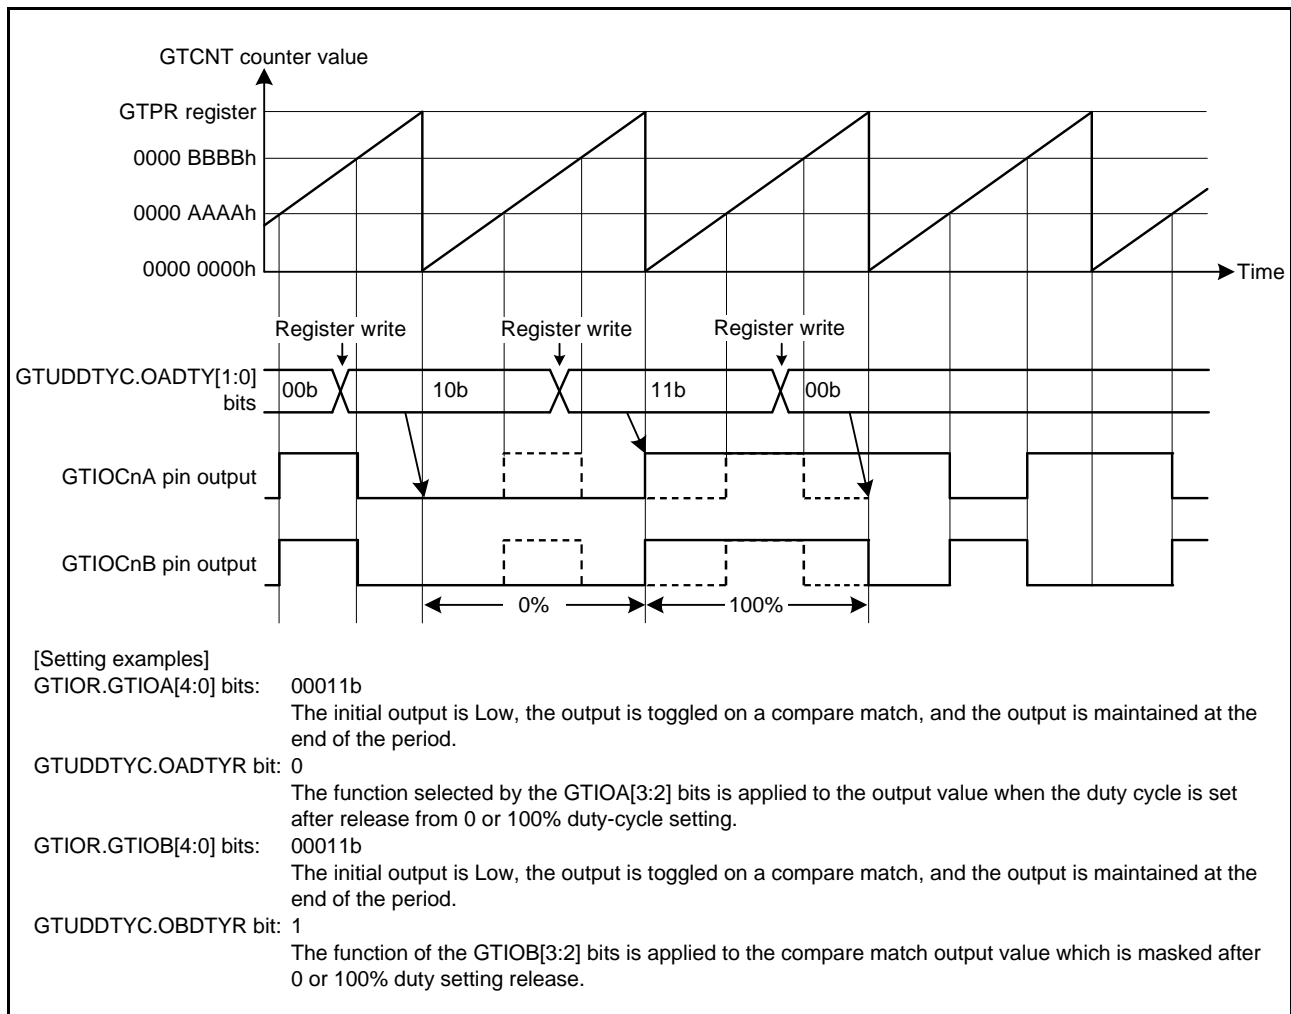 GTCNT counter value
GTPR register
0000 BBBBh
0000 AAAAh
0000 0000h
Time
Register write Register write Register write
GTUDDTYC.OADTY[1:0] bits
00b 10b 11b 00b
GTIOCnA pin output
GTIOCnB pin output
0% 100%
[Setting examples]
GTIOR.GTIOA[4:0] bits: 00011b
The initial output is Low, the output is toggled on a compare match, and the output is maintained at the
end of the period.
GTUDDTYC.OADTYR bit: 0
The function selected by the GTIOA[3:2] bits is applied to the output value when the duty cycle is set
after release from 0 or 100% duty-cycle setting.
GTIOR.GTIOB[4:0] bits: 00011b
The initial output is Low, the output is toggled on a compare match, and the output is maintained at the
end of the period.
GTUDDTYC.OBDTYR bit: 1
The function of the GTIOB[3:2] bits is applied to the compare match output value which is masked after
0 or 100% duty setting release.